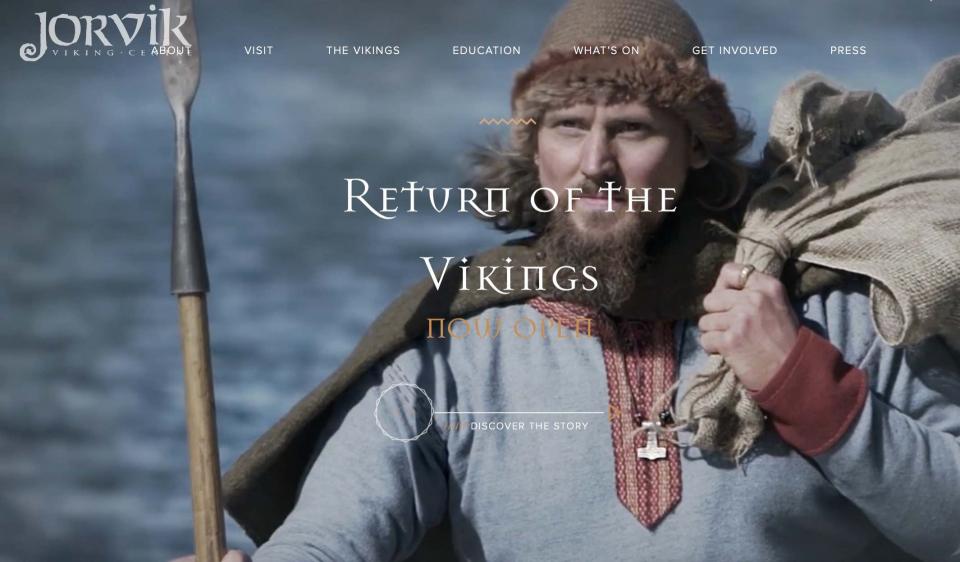 JORVIK
VIKING·CENTRE
ABOUT
VISIT
THE VIKINGS
EDUCATION
WHAT'S ON
GET INVOLVED
PRESS
RETURN OF THE
VIKINGS
NOW OPEN
DISCOVER THE STORY